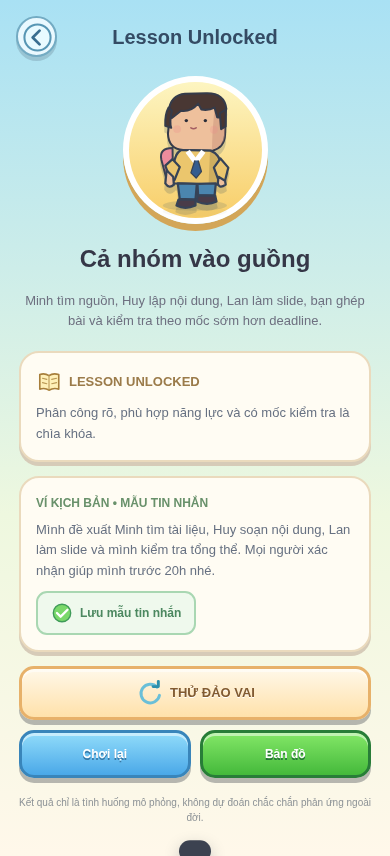 Lesson Unlocked
Cả nhóm vào guồng
Minh tìm nguồn, Huy lập nội dung, Lan làm slide, bạn ghép
bài và kiểm tra theo mốc sớm hơn deadline.
LESSON UNLOCKED
Phân công rõ, phù hợp năng lực và có mốc kiểm tra là
chìa khóa.
VÍ KỊCH BẢN • MẪU TIN NHẮN
Mình đề xuất Minh tìm tài liệu, Huy soạn nội dung, Lan
làm slide và mình kiểm tra tổng thể. Mọi người xác
nhận giúp mình trước 20h nhé.
Lưu mẫu tin nhắn
THỬ ĐẢO VAI
Chơi lại
Bản đồ
Kết quả chỉ là tình huống mô phỏng, không dự đoán chắc chắn phản ứng ngoài
đời.